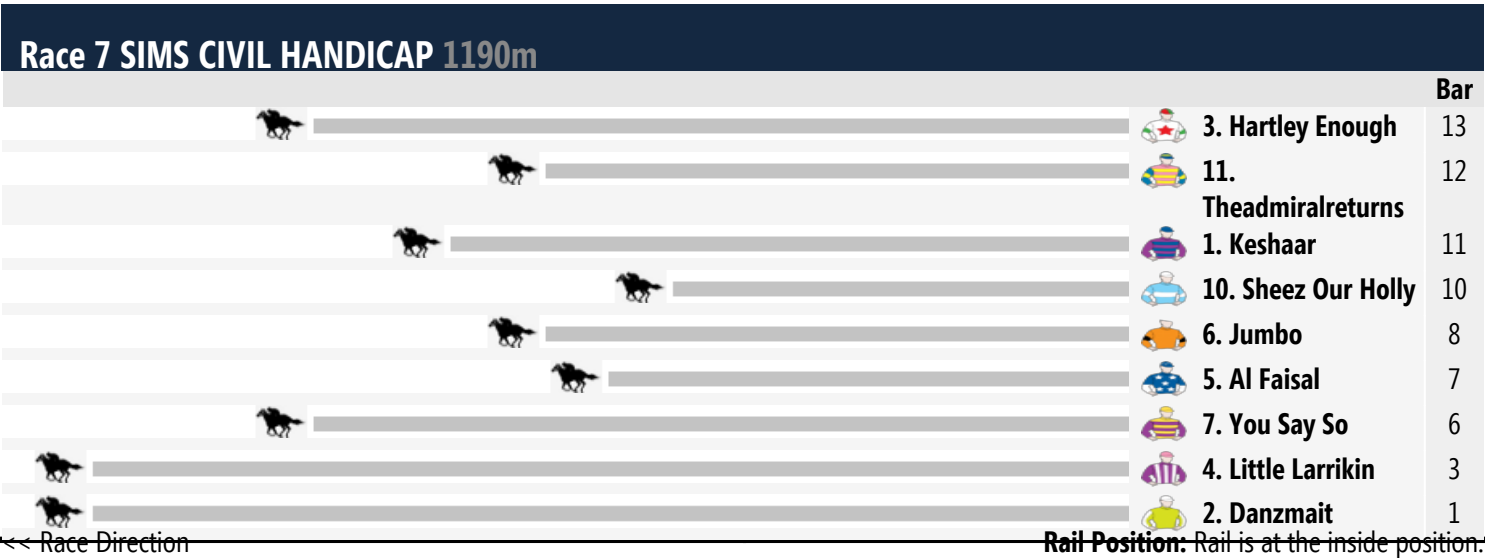 Race 7 SIMS CIVIL HANDICAP 1190m
Bar
3. Hartley Enough 13
11. 12
Theadmiralreturns
1. Keshaar 11
10. Sheez Our Holly 10
6. Jumbo 8
5. Al Faisal 7
7. You Say So 6
4. Little Larrikin 3
2. Danzmait 1
<< Race Direction Rail Position: Rail is at the inside position.